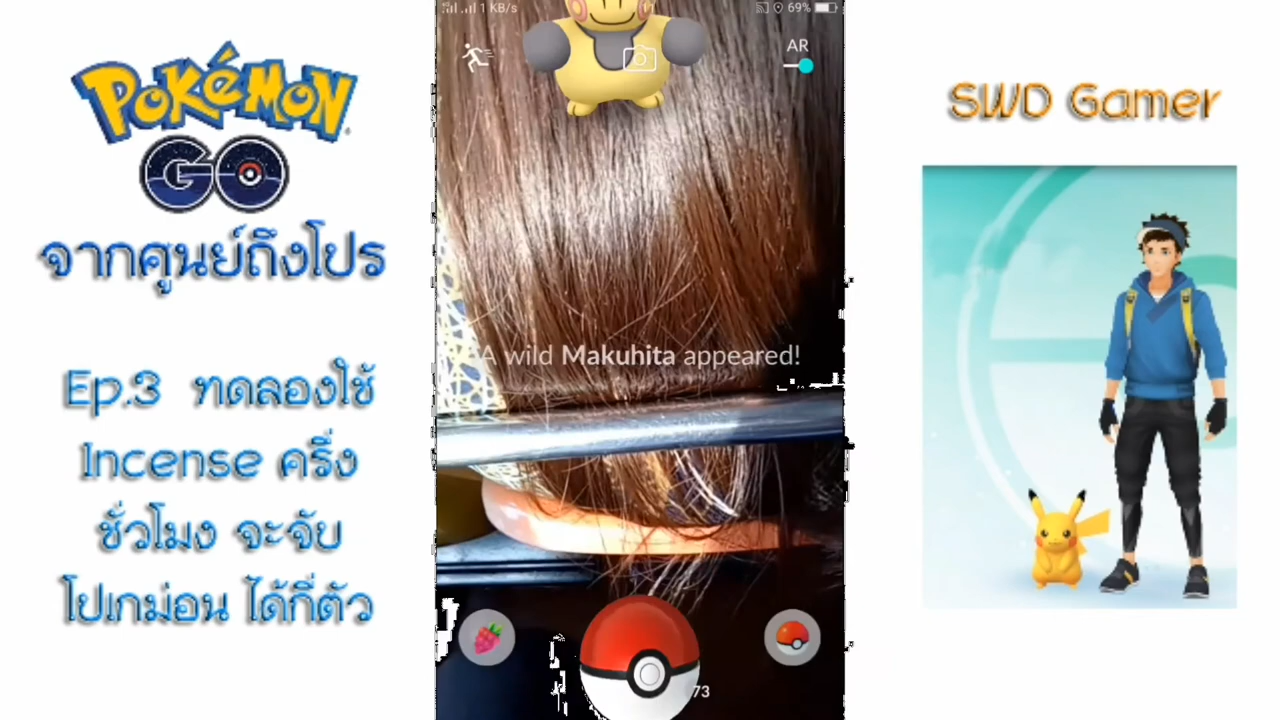 Pokémon
GO
จากศูนย์ถึงโปร
Ep.3 ทดลองใช้
Incense ครึ่ง
ชั่วโมง จะจับ
โปเกม่อน ได้กี่ตัว
1 KB/s
69%
AR
A wild Makuhita appeared!
73
SWD Gamer